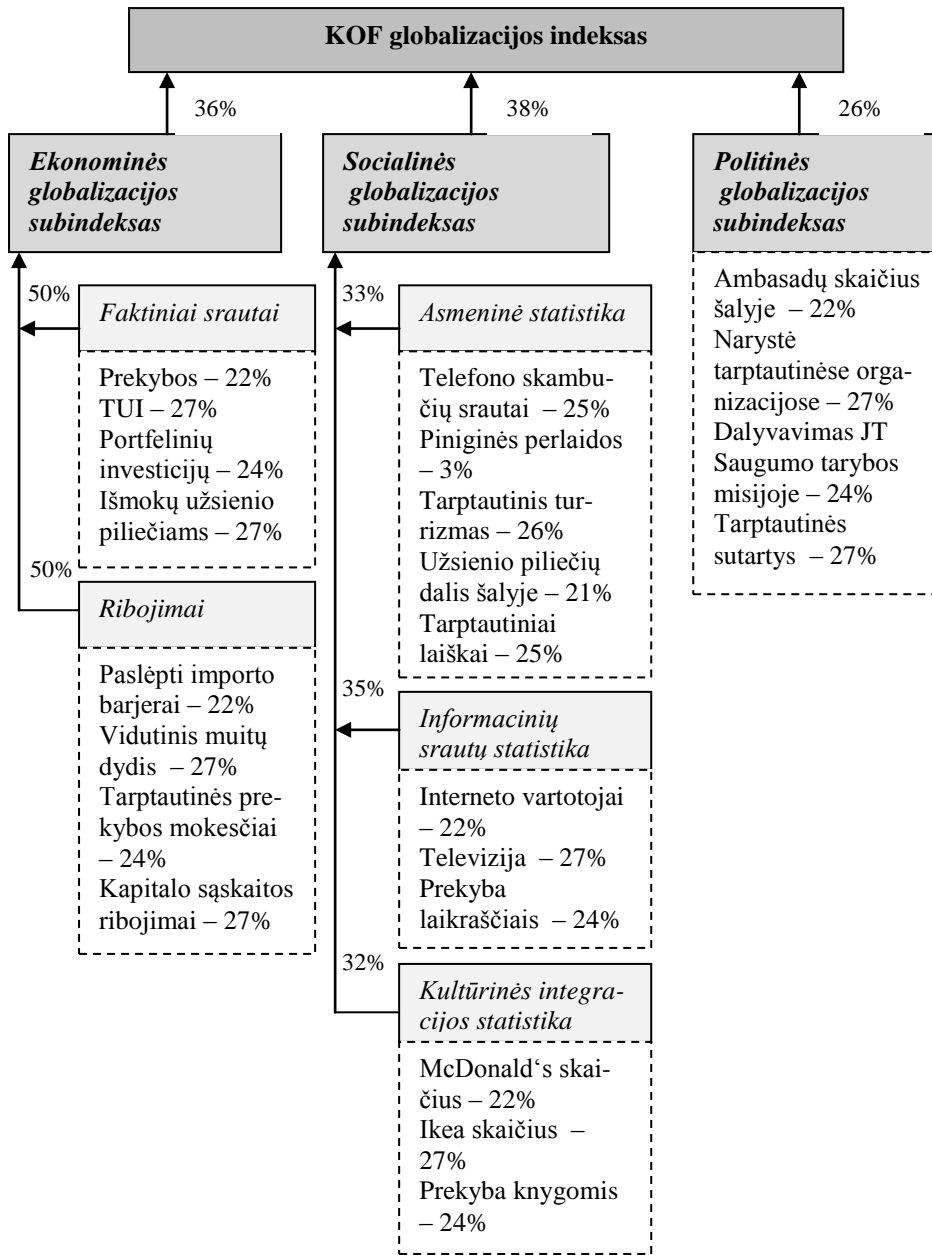 KOF globalizacijos indeksas
36%
38%
26%
Ekonominės
globalizacijos
subindeksas
Socialinės
globalizacijos
subindeksas
Politinės
globalizacijos
subindeksas
50%
Faktiniai srautai
Prekybos – 22%
TUI – 27%
Portfelinių
investicijų – 24%
Išmokų užsienio
piliečiams – 27%
50%
Ribojimai
Paslėpti importo
barjerai – 22%
Vidutinis muitų
dydis – 27%
Tarptautinės pre-
kybos mokesčiai
– 24%
Kapitalo sąskaitos
ribojimai – 27%
33%
Asmeninė statistika
Telefono skambu-
čių srautai – 25%
Piniginės perlaidos
– 3%
Tarptautinis tur-
rizmas – 26%
Užsienio piliečių
dalis šalyje – 21%
Tarptautiniai
laiškai – 25%
35%
Informacinių
srautų statistika
Interneto vartotojai
– 22%
Televizija – 27%
Prekyba
laikraščiais – 24%
32%
Kultūrinės integra-
cijos statistika
McDonald‘s skai-
čius – 22%
Ikea skaičius –
27%
Prekyba knygomis
– 24%
Ambasadų skaičius
šalyje – 22%
Narystė
tarptautinėse orga-
nizacijose – 27%
Dalyvavimas JT
Saugumo tarybos
misijoje – 24%
Tarptautinės
sutartys – 27%